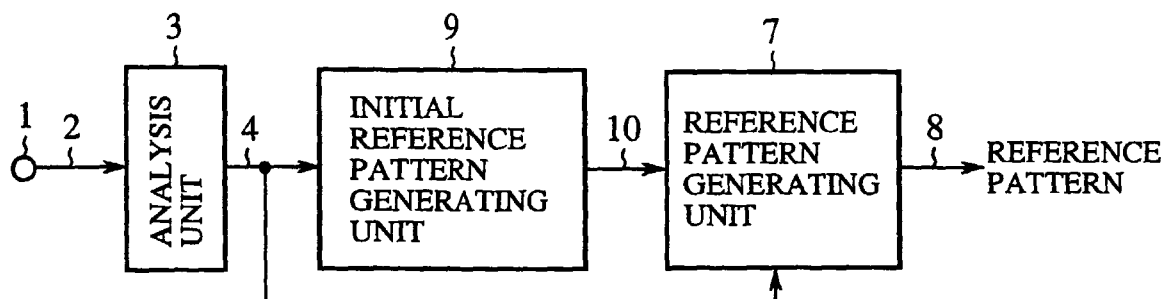 3
9
7
1
2
ANALYSIS
UNIT
4
INITIAL
REFERENCE
PATTERN
GENERATING
UNIT
10
REFERENCE
PATTERN
GENERATING
UNIT
8
REFERENCE
PATTERN